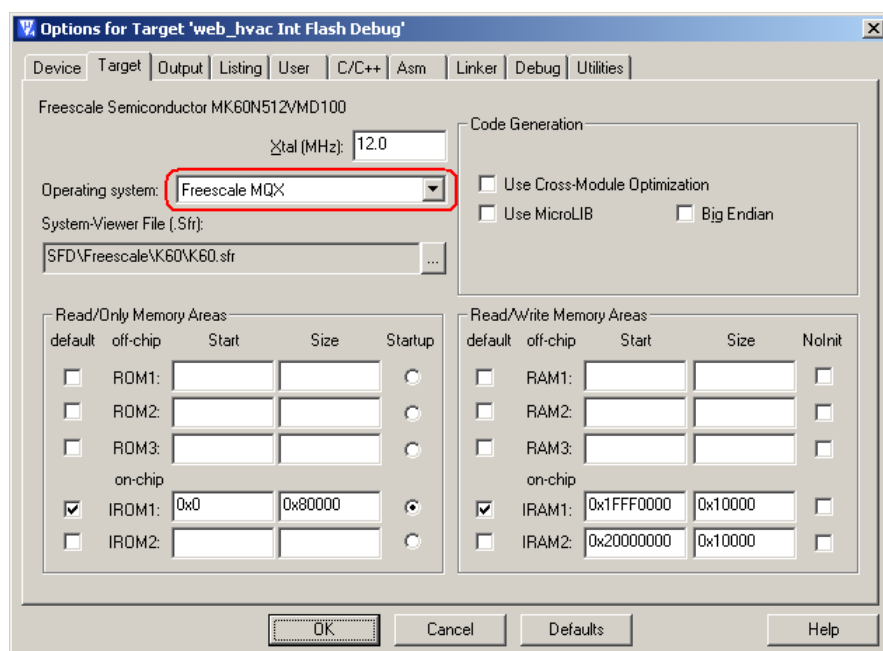 Options for Target 'web_hvac Int Flash Debug'
Device Target Output Listing User C/C++ Asm Linker Debug Utilities
Freescale Semiconductor MK60N512VMD100
Xtal (MHz): 12.0
Operating system: Freescale MQX
System-Viewer File (.Sfr):
SFD\Freescale\K60\K60.sfr ...
Code Generation
Use Cross-Module Optimization
Use MicroLIB Big Endian
Read/Only Memory Areas
default off-chip Start Size Startup
ROM1:
ROM2:
ROM3:
on-chip
IROM1: 0x0 0x80000
IROM2:
Read/Write Memory Areas
default off-chip Start Size NoInit
RAM1:
RAM2:
RAM3:
on-chip
IRAM1: 0x1FFF0000 0x10000
IRAM2: 0x20000000 0x10000
OK Cancel Defaults Help